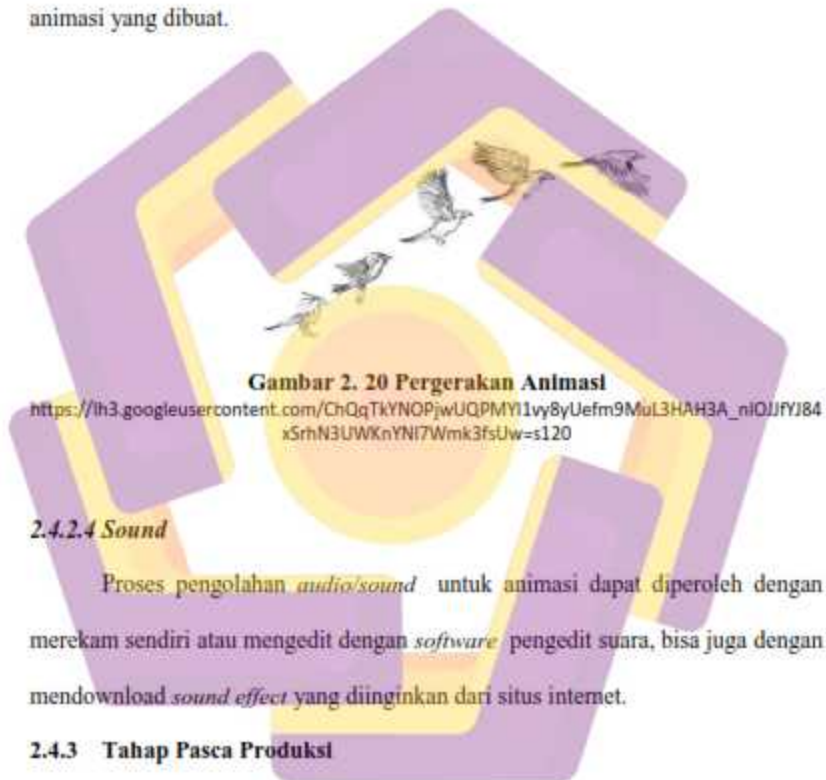 animasi yang dibuat.
Gambar 2. 20 Pergerakan Animasi
https://lh3.googleusercontent.com/ChQqTkYNOPjwUQPMYI1vy8yUefm9MuL3HAH3A_nIOJJfYJ84
xSrhN3UWKnYNI7Wmk3fsUw=s120
2.4.2.4 Sound
Proses pengolahan audio/sound untuk animasi dapat diperoleh dengan
merekam sendiri atau mengedit dengan software pengedit suara, bisa juga dengan
mendownload sound effect yang diinginkan dari situs internet.
2.4.3 Tahap Pasca Produksi